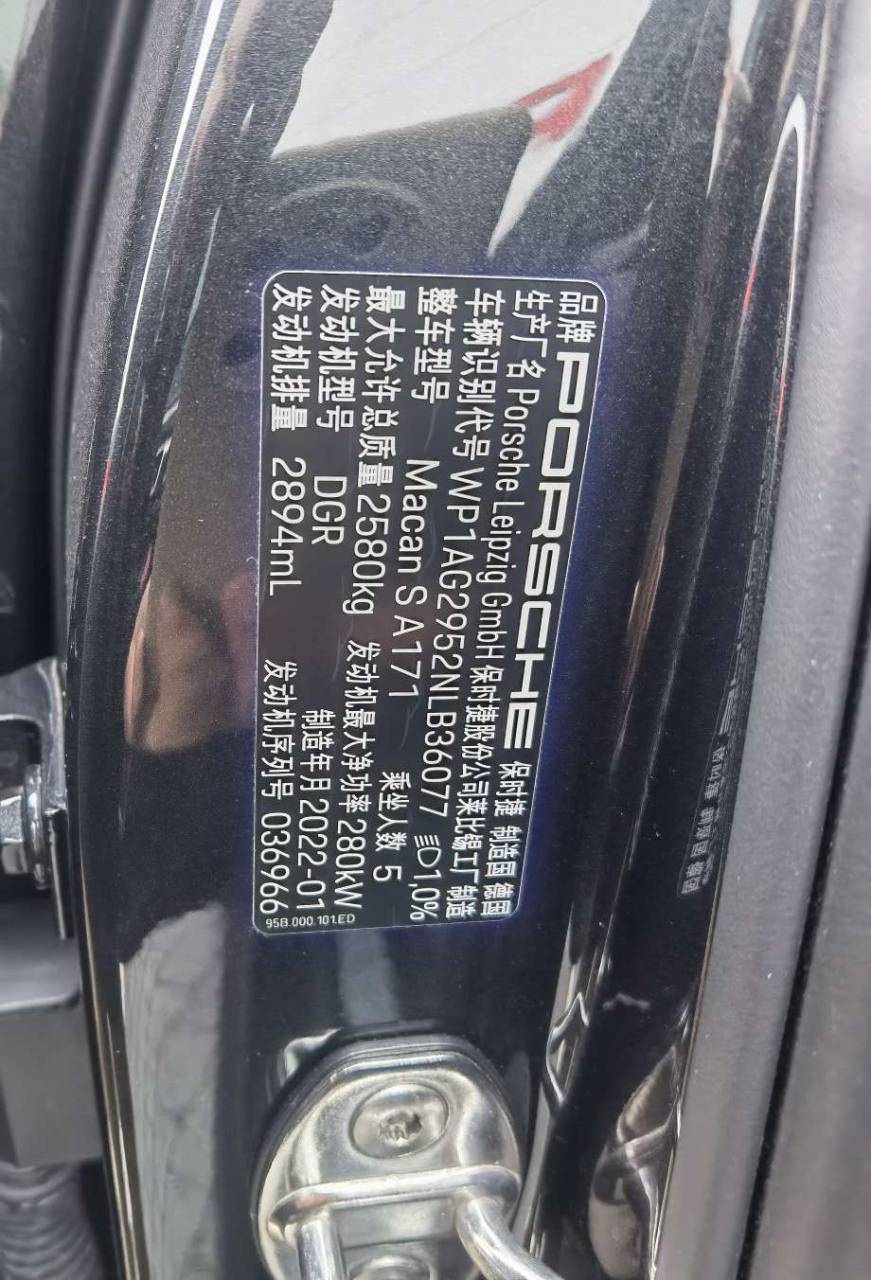 品牌 PORSCHE 保时捷 制造国 德国
生产厂名 Porsche Leipzig GmbH 保时捷股份公司莱比锡工厂制造
车辆识别代号 WP1AG2952NLB36077 1,0%
整车型号 Macan S A171 乘坐人数 5
最大允许总质量 2580kg 发动机最大净功率 280kW
发动机型号 DGR 制造年月 2022-01
发动机排量 2894mL 发动机序列号 036966
95B.000.101.ED